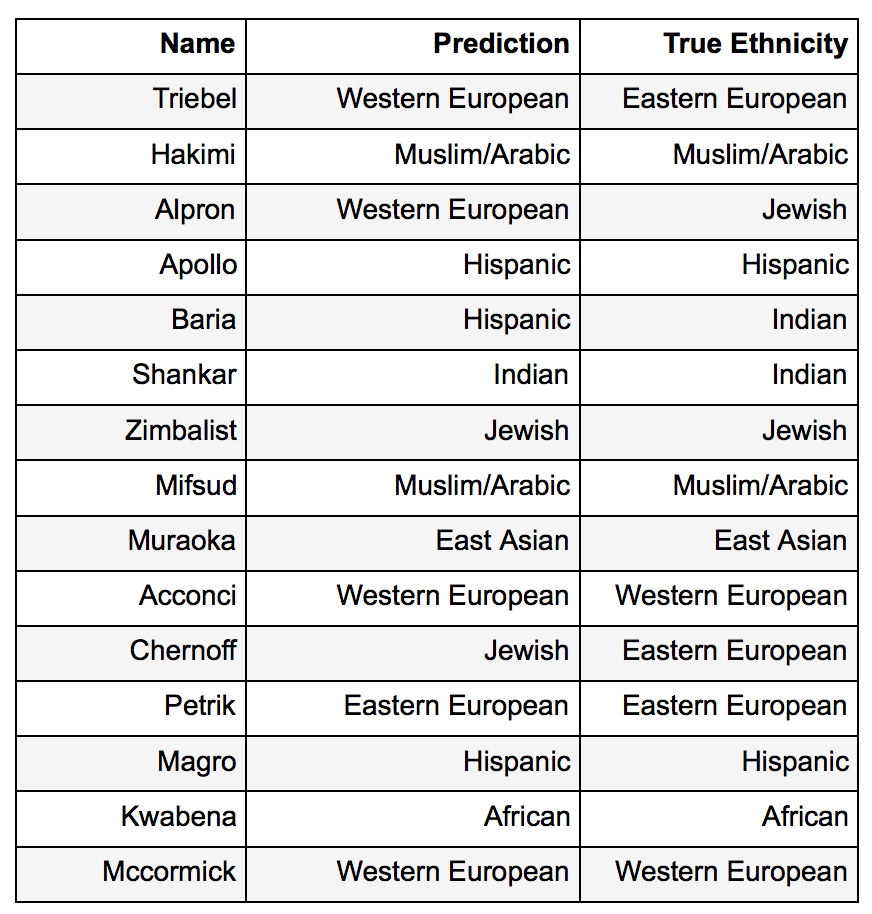 Name Prediction True Ethnicity
Triebel Western European Eastern European
Hakimi Muslim/Arabic Muslim/Arabic
Alpron Western European Jewish
Apollo Hispanic Hispanic
Baria Hispanic Indian
Shankar Indian Indian
Zimbalist Jewish Jewish
Mifsud Muslim/Arabic Muslim/Arabic
Muraoka East Asian East Asian
Acconci Western European Western European
Chernoff Jewish Eastern European
Petrik Eastern European Eastern European
Magro Hispanic Hispanic
Kwabena African African
Mccormick Western European Western European